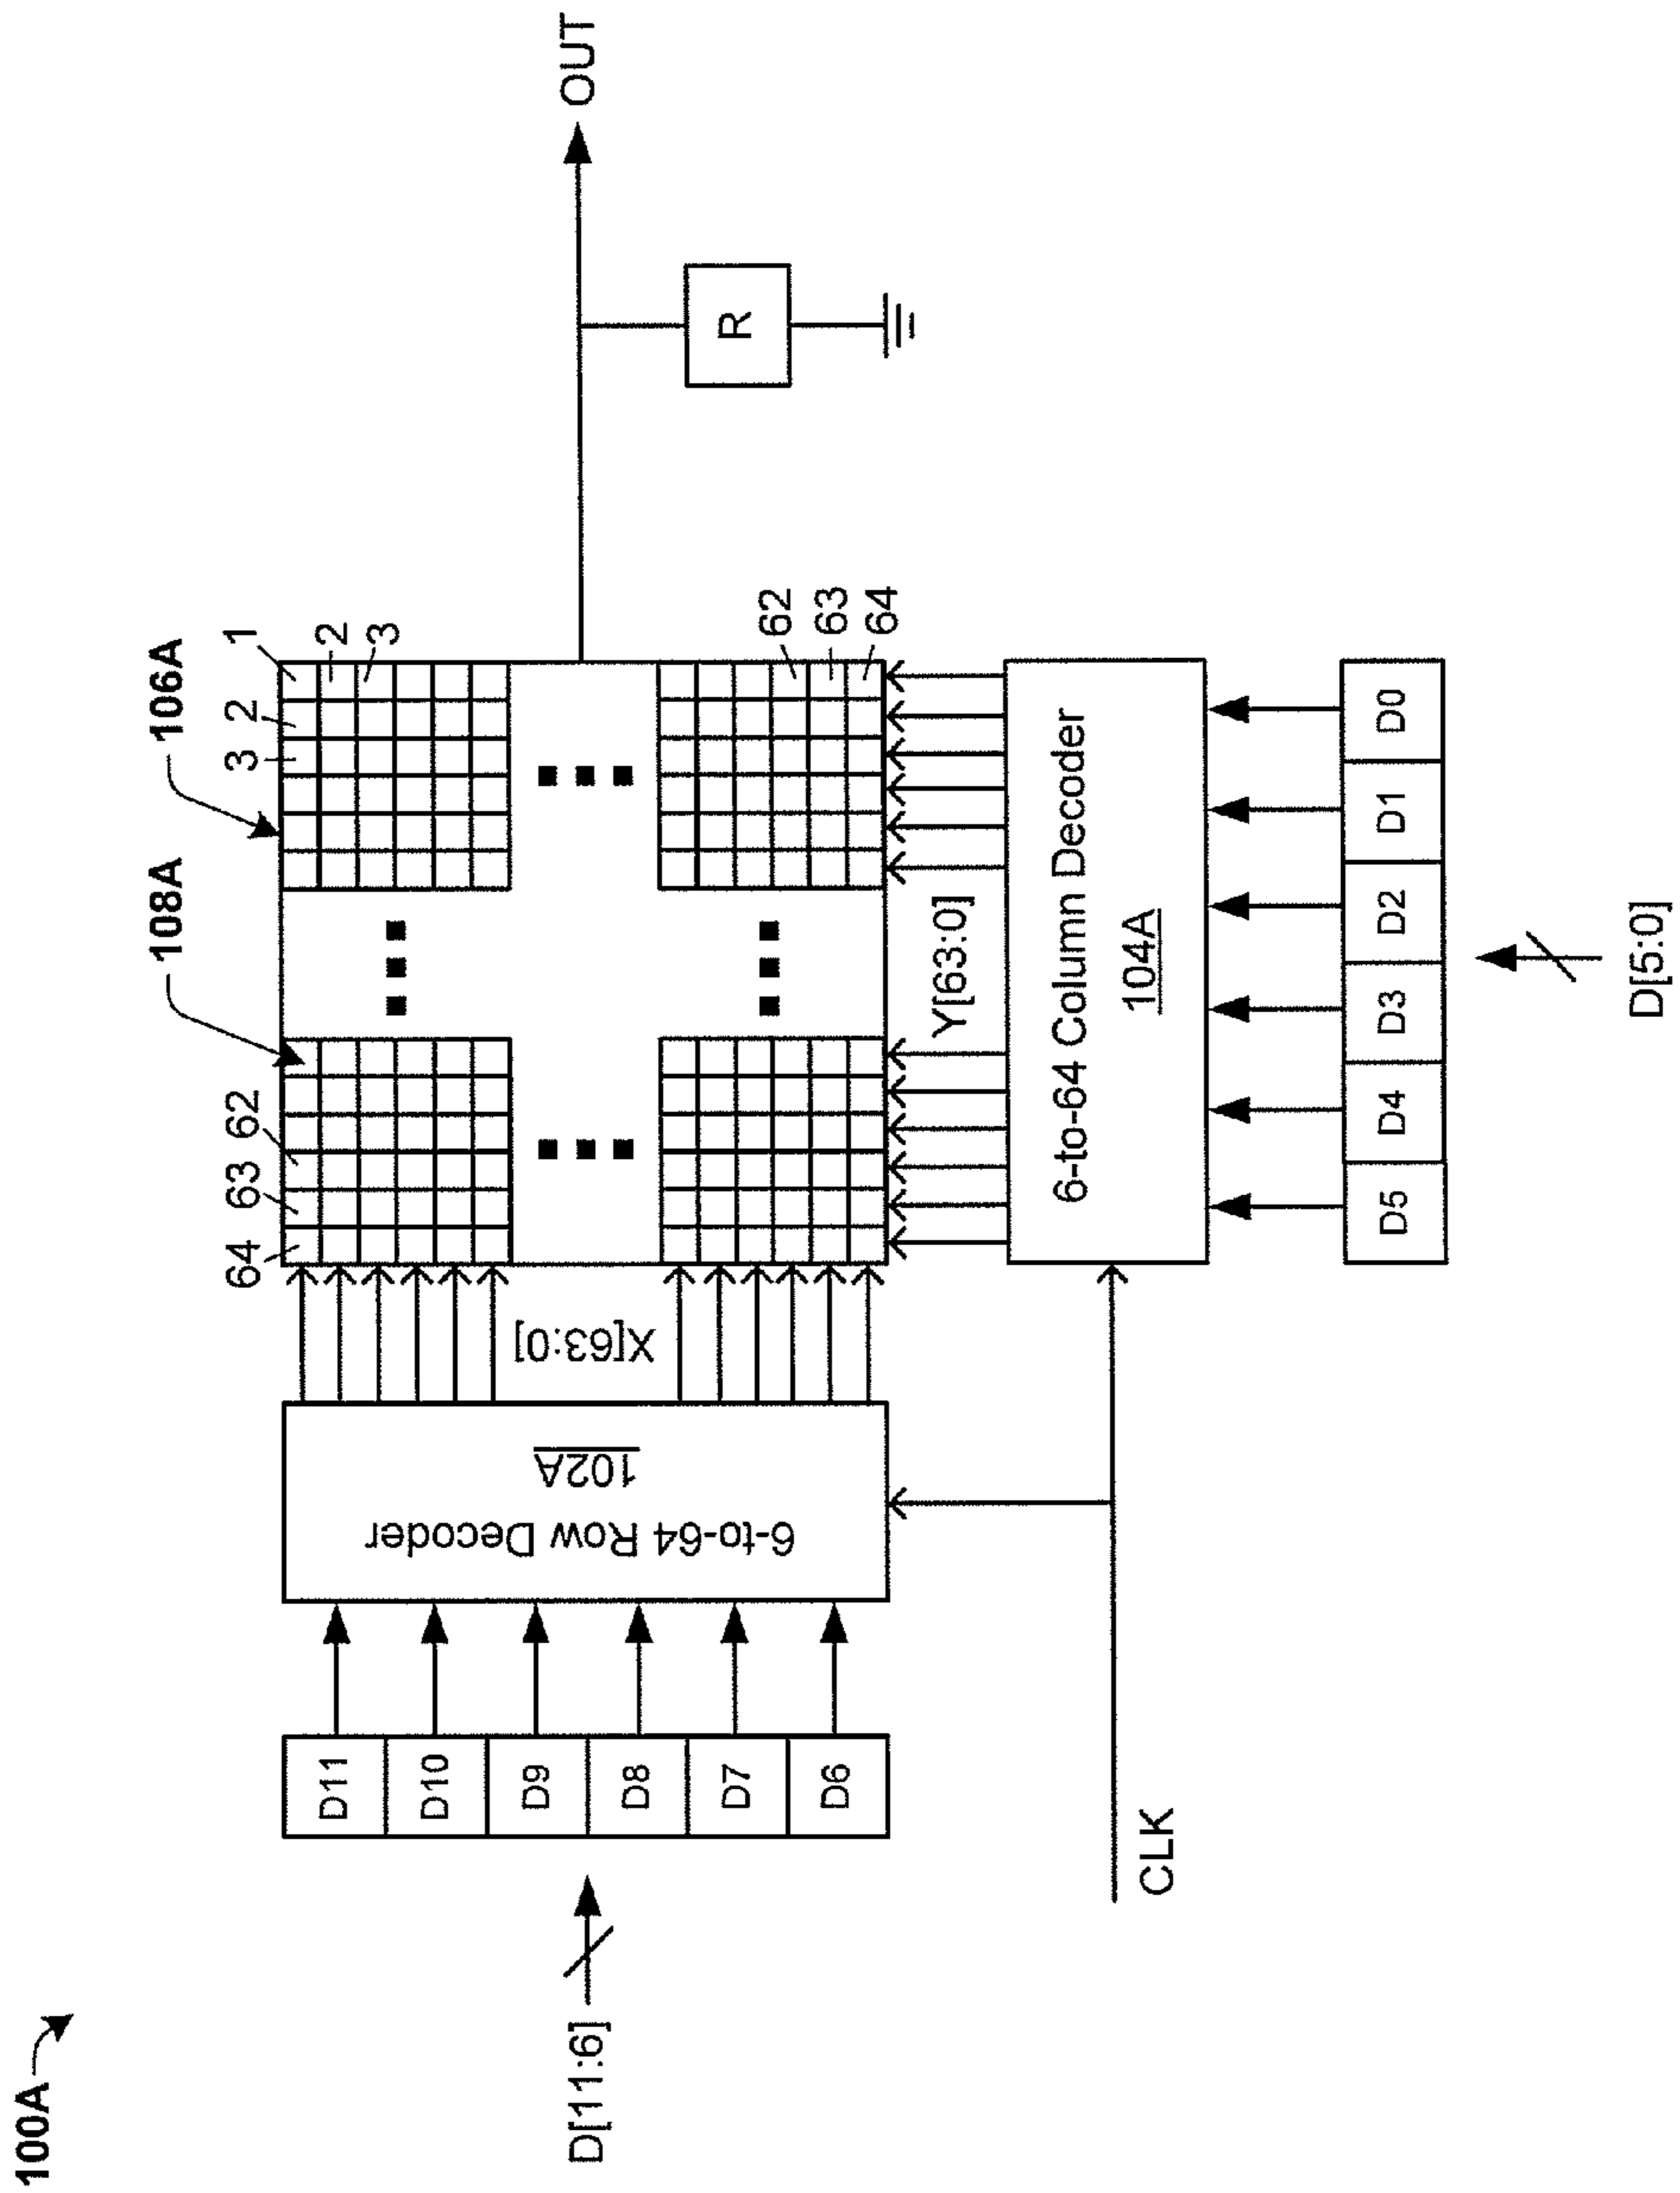 100A
OUT
R
106A
108A
1
2
3
2
3
62
63
64
62
63
64
X[63:0]
Y[63:0]
6-to-64 Row Decoder
102A
6-to-64 Column Decoder
104A
D11
D10
D9
D8
D7
D6
D[11:6]
CLK
D5
D4
D3
D2
D1
D0
D[5:0]